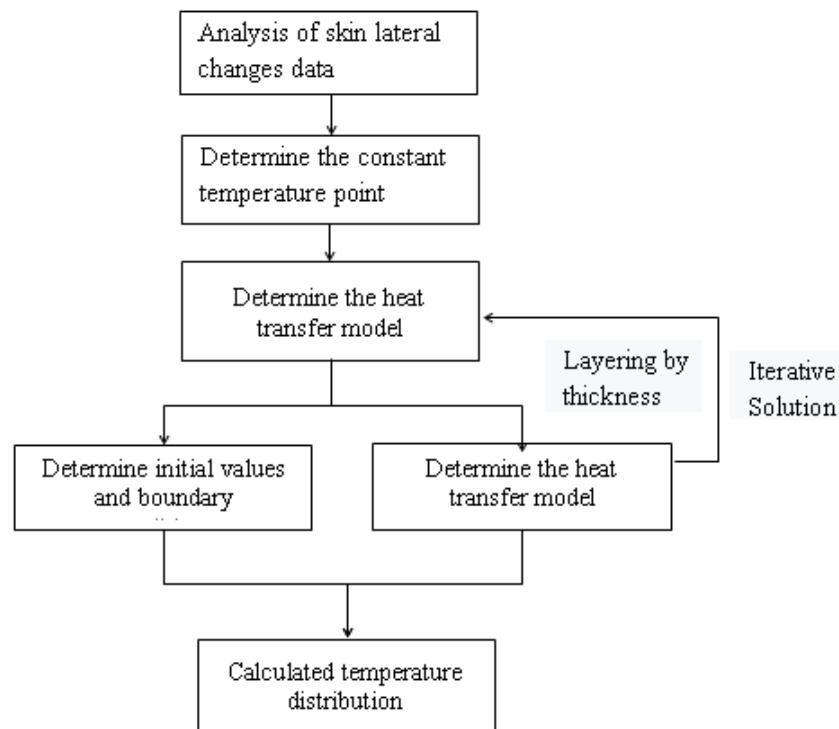 Analysis of skin lateral
changes data
Determine the constant
temperature point
Determine the heat
transfer model
Layering by
thickness
Iterative
Solution
Determine initial values
and boundary
Determine the heat
transfer model
Calculated temperature
distribution